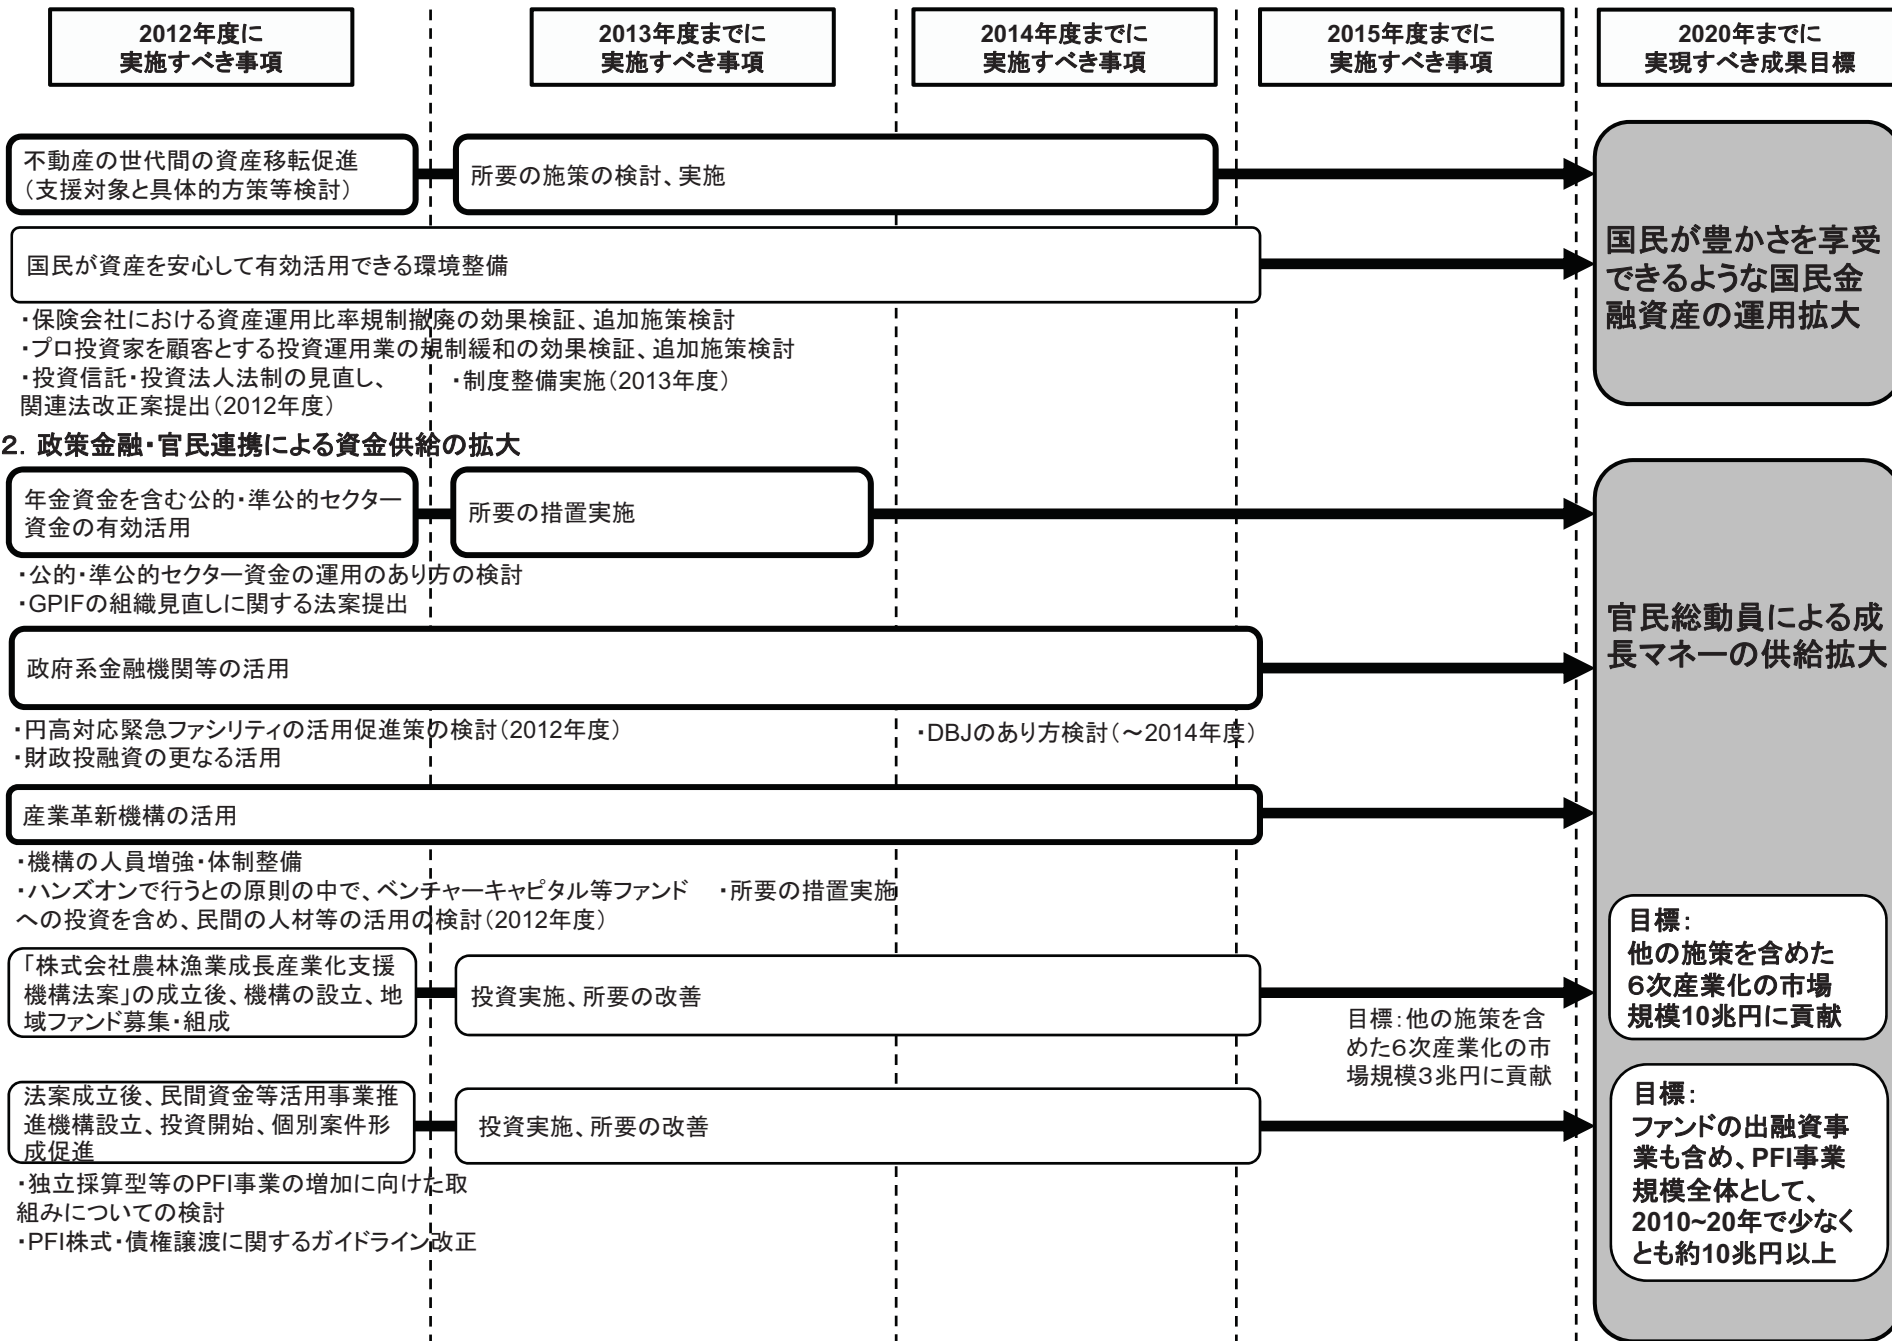 2012年度に
実施すべき事項
2013年度までに
実施すべき事項
2014年度までに
実施すべき事項
2015年度までに
実施すべき事項
2020年までに
実現すべき成果目標
不動産の世代間の資産移転促進
（支援対象と具体的方策等検討）
所要の施策の検討、実施
国民が資産を安心して有効活用できる環境整備
・保険会社における資産運用比率規制撤廃の効果検証、追加施策検討
・プロ投資家を顧客とする投資運用業の規制緩和の効果検証、追加施策検討
・投資信託・投資法人法制の見直し、
関連法改正案提出（2012年度）
・制度整備実施（2013年度）
国民が豊かさを享受
できるような国民金
融資産の運用拡大
2．政策金融・官民連携による資金供給の拡大
年金資金を含む公的・準公的セクター
資金の有効活用
所要の措置実施
・公的・準公的セクター資金の運用のあり方の検討
・GPIFの組織見直しに関する法案提出
政府系金融機関等の活用
・円高対応緊急ファシリティの活用促進策の検討（2012年度）
・財政投融資の更なる活用
・DBJのあり方検討（～2014年度）
産業革新機構の活用
・機構の人員増強・体制整備
・ハンズオンで行うとの原則の中で、ベンチャーキャピタル等ファンド
への投資を含め、民間の人材等の活用の検討（2012年度）
・所要の措置実施
「株式会社農林漁業成長産業化支援
機構法案」の成立後、機構の設立、地
域ファンド募集・組成
投資実施、所要の改善
目標：他の施策を含
めた6次産業化の市
場規模3兆円に貢献
法案成立後、民間資金等活用事業推
進機構設立、投資開始、個別案件形
成促進
投資実施、所要の改善
・独立採算型等のPFI事業の増加に向けた取
組みについての検討
・PFI株式・債権譲渡に関するガイドライン改正
官民総動員による成
長マネーの供給拡大
目標：
他の施策を含めた
6次産業化の市場
規模10兆円に貢献
目標：
ファンドの出融資事
業も含め、PFI事業
規模全体として、
2010~20年で少なく
とも約10兆円以上